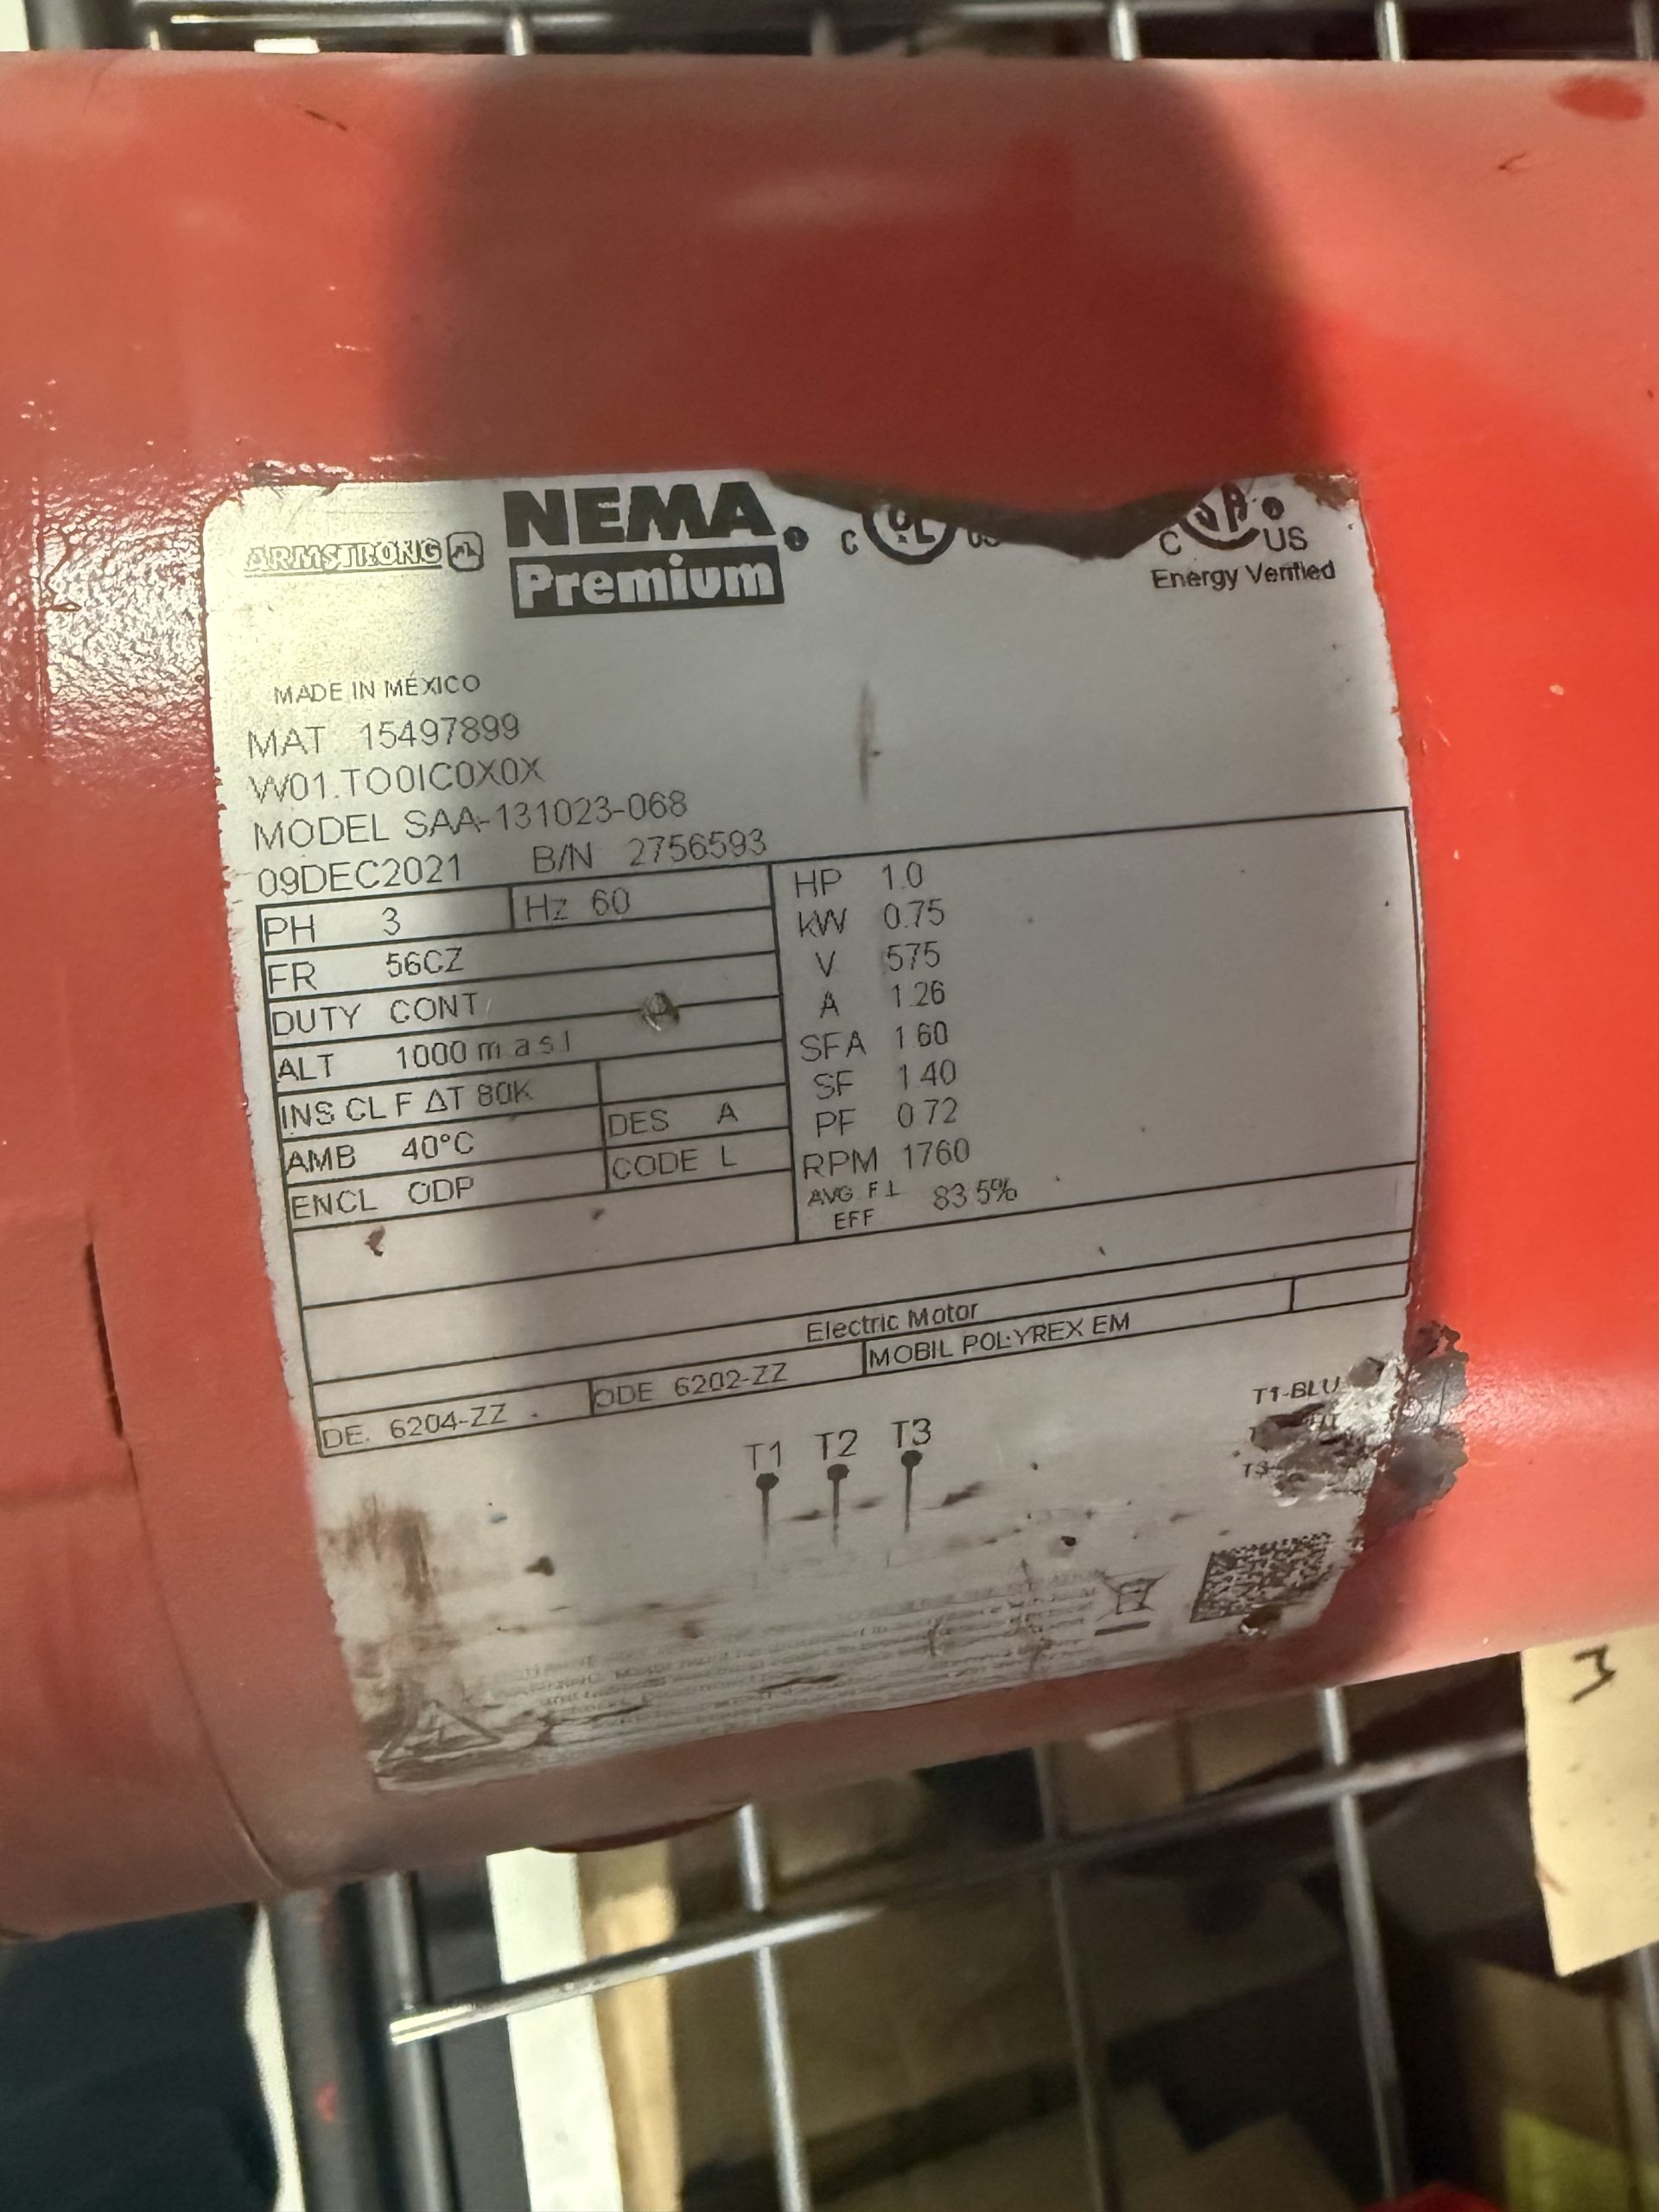 ARMSTRONG
NEMA
Premium
C UL US
C US
Energy Verified
MADE IN MÉXICO
MAT 15497899
W01.TO0IC0X0X
MODEL SAA-131023-068
09DEC2021 B/N 2756593
PH 3 Hz 60
FR 56CZ
DUTY CONT
ALT 1000 m a s l
INS CL F ΔT 80K
AMB 40°C DES A
ENCL ODP CODE L
HP 1.0
kW 0.75
V 575
A 1.26
SFA 1.60
SF 1.40
PF 0.72
RPM 1760
AVG F L
EFF 83.5%
Electric Motor
DE. 6204-ZZ ODE 6202-ZZ MOBIL POLYREX EM
T1 T2 T3
T1-BLU
T3